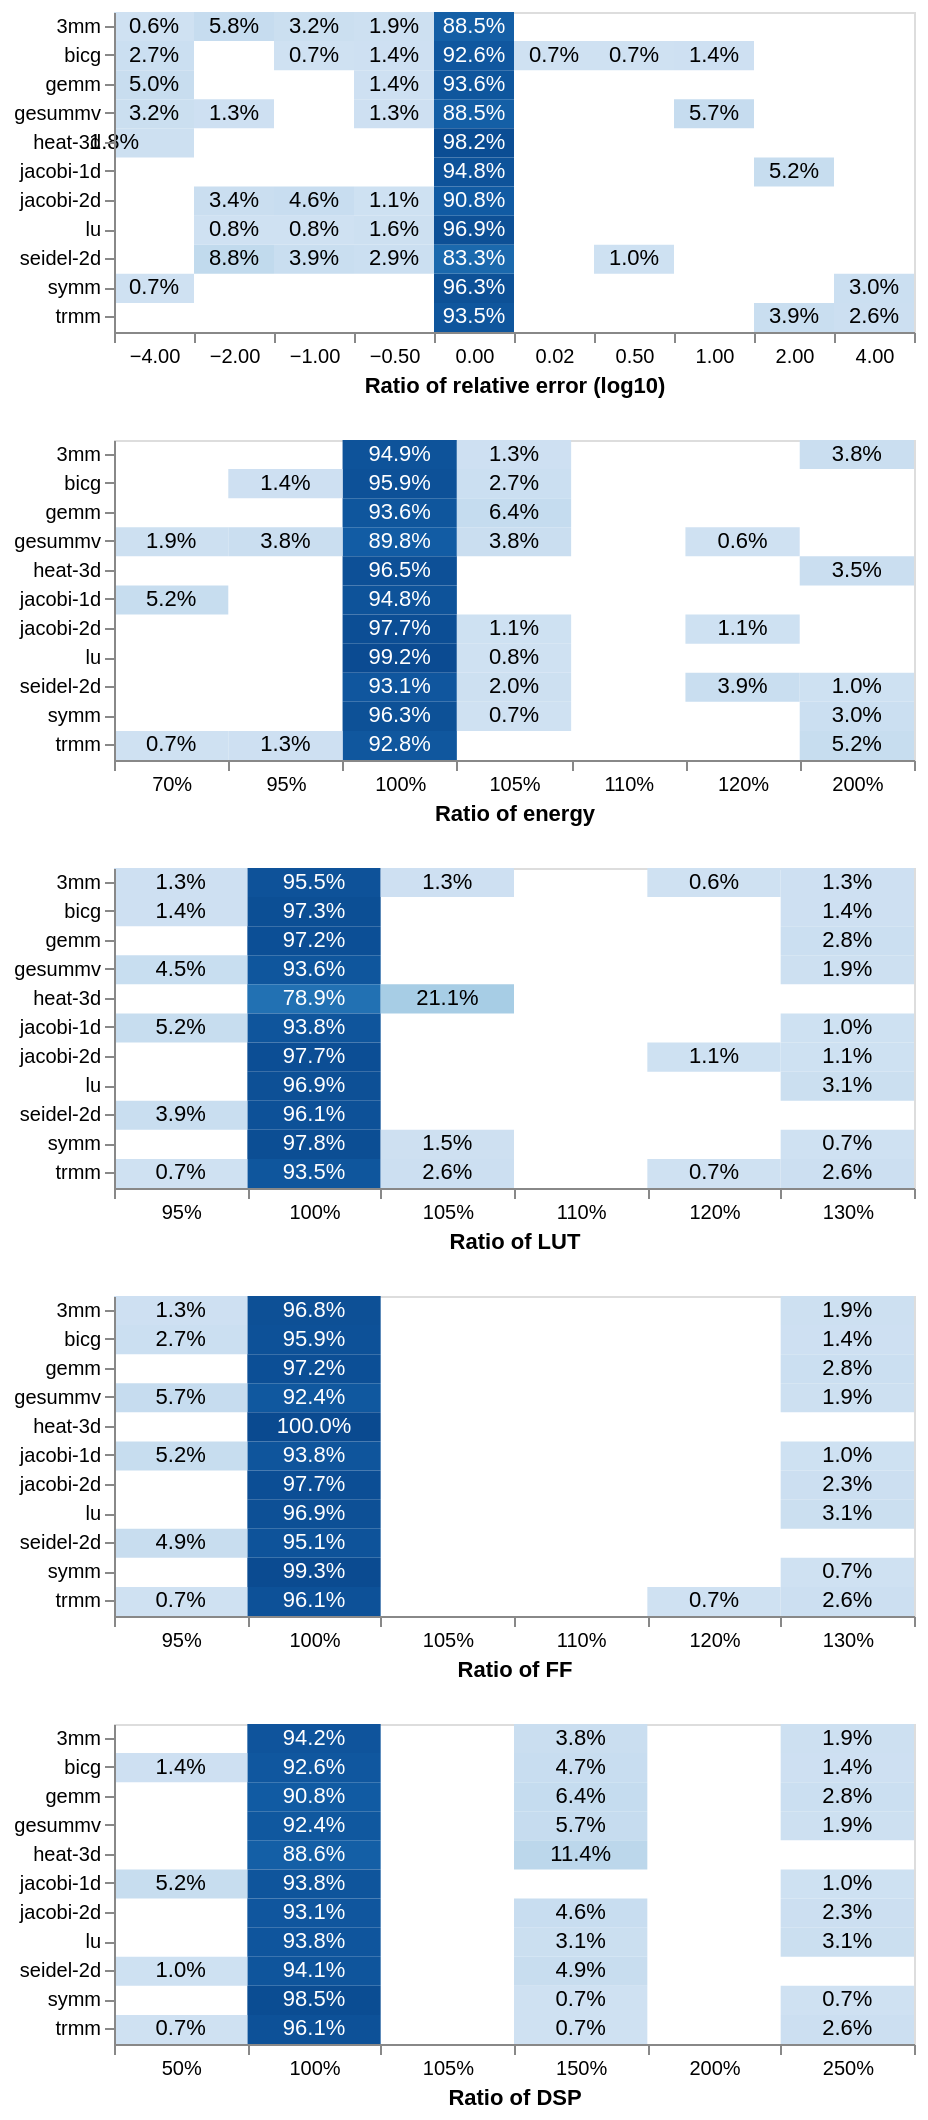 3mm 0.6% 5.8% 3.2% 1.9% 88.5%
bicg 2.7% 0.7% 1.4% 92.6% 0.7% 0.7% 1.4%
gemm 5.0% 1.4% 93.6%
gesummv 3.2% 1.3% 1.3% 88.5% 5.7%
heat-3d 1.8% 98.2%
jacobi-1d 94.8% 5.2%
jacobi-2d 3.4% 4.6% 1.1% 90.8%
lu 0.8% 0.8% 1.6% 96.9%
seidel-2d 8.8% 3.9% 2.9% 83.3% 1.0%
symm 0.7% 96.3% 3.0%
trmm 93.5% 3.9% 2.6%
−4.00 −2.00 −1.00 −0.50 0.00 0.02 0.50 1.00 2.00 4.00
Ratio of relative error (log10)
3mm 94.9% 1.3% 3.8%
bicg 1.4% 95.9% 2.7%
gemm 93.6% 6.4%
gesummv 1.9% 3.8% 89.8% 3.8% 0.6%
heat-3d 96.5% 3.5%
jacobi-1d 5.2% 94.8%
jacobi-2d 97.7% 1.1% 1.1%
lu 99.2% 0.8%
seidel-2d 93.1% 2.0% 3.9% 1.0%
symm 96.3% 0.7% 3.0%
trmm 0.7% 1.3% 92.8% 5.2%
70% 95% 100% 105% 110% 120% 200%
Ratio of energy
3mm 1.3% 95.5% 1.3% 0.6% 1.3%
bicg 1.4% 97.3% 1.4%
gemm 97.2% 2.8%
gesummv 4.5% 93.6% 1.9%
heat-3d 78.9% 21.1%
jacobi-1d 5.2% 93.8% 1.0%
jacobi-2d 97.7% 1.1% 1.1%
lu 96.9% 3.1%
seidel-2d 3.9% 96.1%
symm 97.8% 1.5% 0.7%
trmm 0.7% 93.5% 2.6% 0.7% 2.6%
95% 100% 105% 110% 120% 130%
Ratio of LUT
3mm 1.3% 96.8% 1.9%
bicg 2.7% 95.9% 1.4%
gemm 97.2% 2.8%
gesummv 5.7% 92.4% 1.9%
heat-3d 100.0%
jacobi-1d 5.2% 93.8% 1.0%
jacobi-2d 97.7% 2.3%
lu 96.9% 3.1%
seidel-2d 4.9% 95.1%
symm 99.3% 0.7%
trmm 0.7% 96.1% 0.7% 2.6%
95% 100% 105% 110% 120% 130%
Ratio of FF
3mm 94.2% 3.8% 1.9%
bicg 1.4% 92.6% 4.7% 1.4%
gemm 90.8% 6.4% 2.8%
gesummv 92.4% 5.7% 1.9%
heat-3d 88.6% 11.4%
jacobi-1d 5.2% 93.8% 1.0%
jacobi-2d 93.1% 4.6% 2.3%
lu 93.8% 3.1% 3.1%
seidel-2d 1.0% 94.1% 4.9%
symm 98.5% 0.7% 0.7%
trmm 0.7% 96.1% 0.7% 2.6%
50% 100% 105% 150% 200% 250%
Ratio of DSP